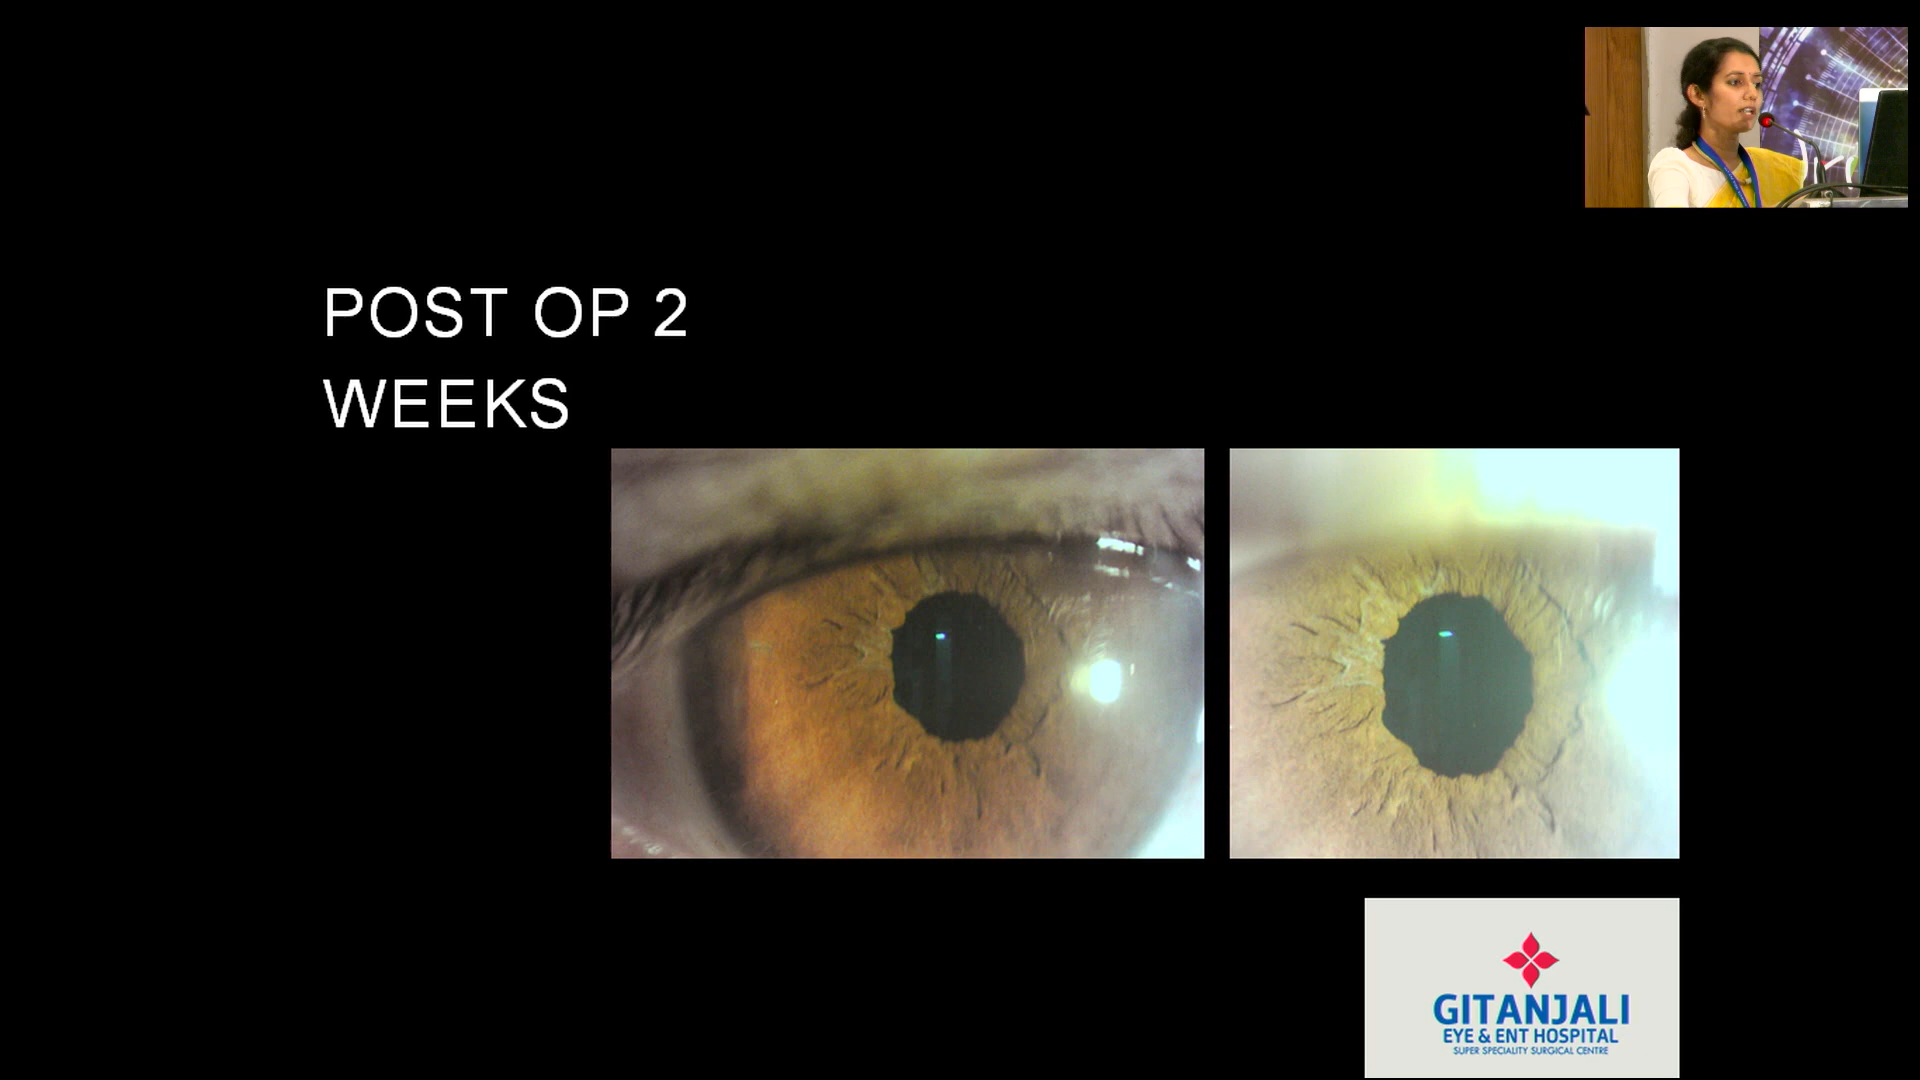 POST OP 2
WEEKS
GITANJALI
EYE & ENT HOSPITAL
SUPER SPECIALITY SURGICAL CENTRE